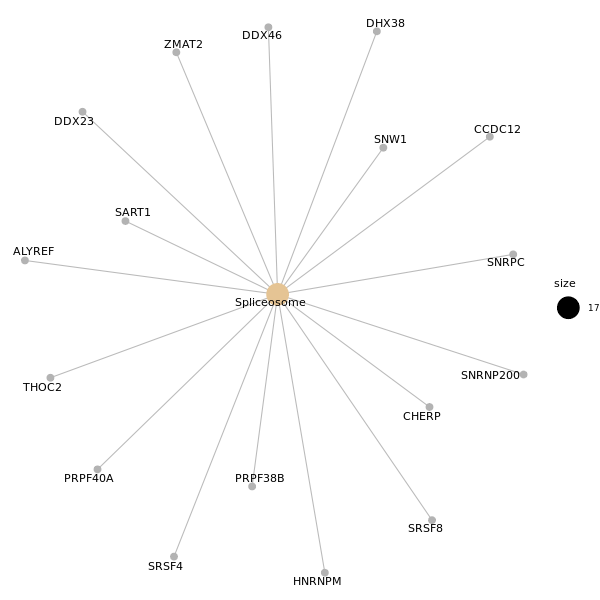 DHX38
DDX46
ZMAT2
DDX23
CCDC12
SNW1
SART1
ALYREF
SNRPC
size
Spliceosome
17
SNRNP200
THOC2
CHERP
PRPF40A
PRPF38B
SRSF8
SRSF4
HNRNPM